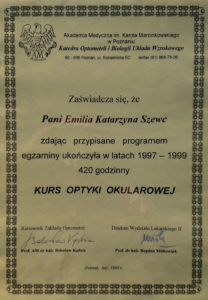 Akademia Medyczna im. Karola Marcinkowskiego
w Poznaniu
Katedra Optometrii i Biologii Układu Wzrokowego
Zaświadcza się, że
Pani Emilia Katarzyna Szewc
zdając przypisane programem
egzaminy ukończyła w latach 1997 - 1999
420 godzinny
KURS OPTYKI OKULAROWEJ
Kierownik Zakładu Optometrii
Dziekan Wydziału Lekarskiego II